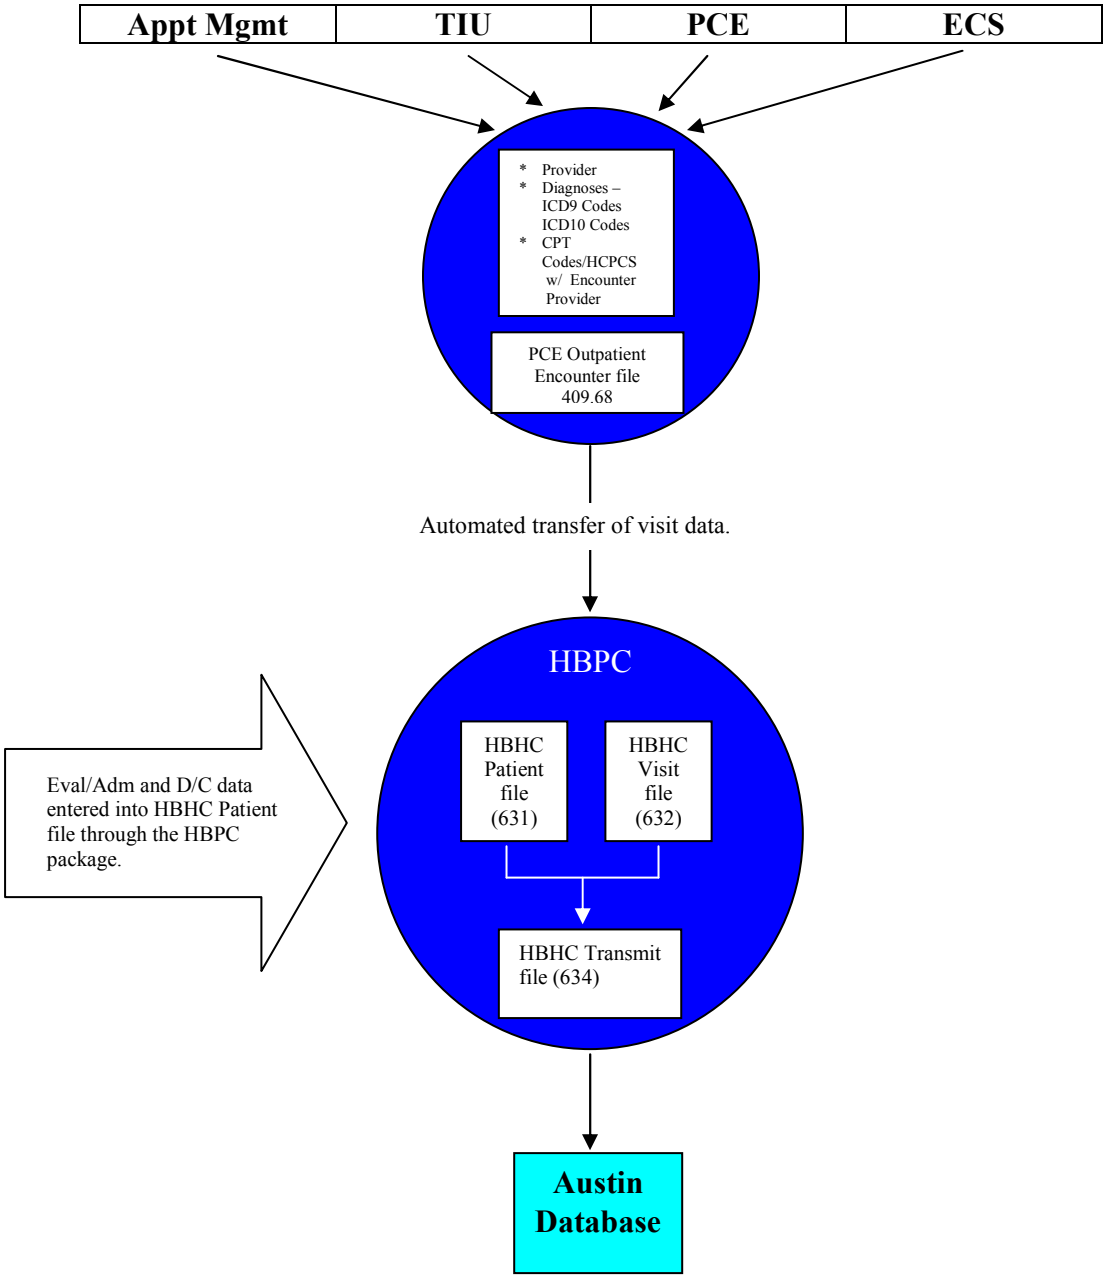 Appt Mgmt TIU PCE ECS
* Provider
* Diagnoses –
ICD9 Codes
ICD10 Codes
* CPT
Codes/HCPCS
w/ Encounter
Provider
PCE Outpatient
Encounter file
409.68
Automated transfer of visit data.
HBPC
HBHC
Patient
file
(631)
HBHC
Visit
file
(632)
Eval/Adm and D/C data
entered into HBHC Patient
file through the HBPC
package.
HBHC Transmit
file (634)
Austin
Database